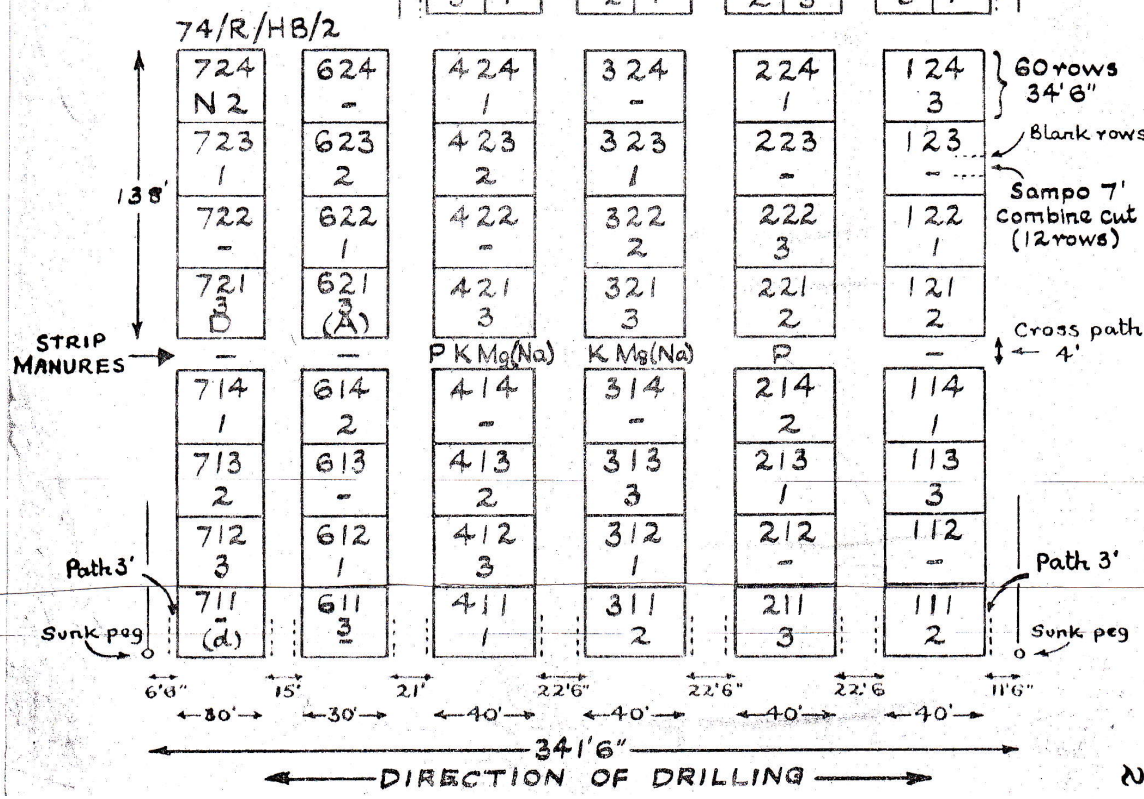 74/R/HB/2
724 624 424 324 224 124 60 rows
N2 - 1 - 1 3 34'6"
723 623 423 323 223 123 Blank rows
1 2 2 1 - -
138' Sampo 7'
722 622 422 322 222 122 Combine cut
- 1 - 2 3 1 (12 rows)
721 621 421 321 221 121
3 3 3 3 2 2
D (A)
Cross path
STRIP MANURES - - P K Mg(Na) K Mg(Na) P - 4'
714 614 414 314 214 114
1 2 - - 2 1
713 613 413 313 213 113
2 - 2 3 1 3
712 612 412 312 212 112
3 1 3 1 - -
Path 3' Path 3'
711 611 411 311 211 111
- 3 1 2 3 2
(d) -
Sunk peg Sunk peg
6'6" 15' 21' 22'6" 22'6" 22'6 11'6"
30' 30' 40' 40' 40' 40'
341'6"
DIRECTION OF DRILLING